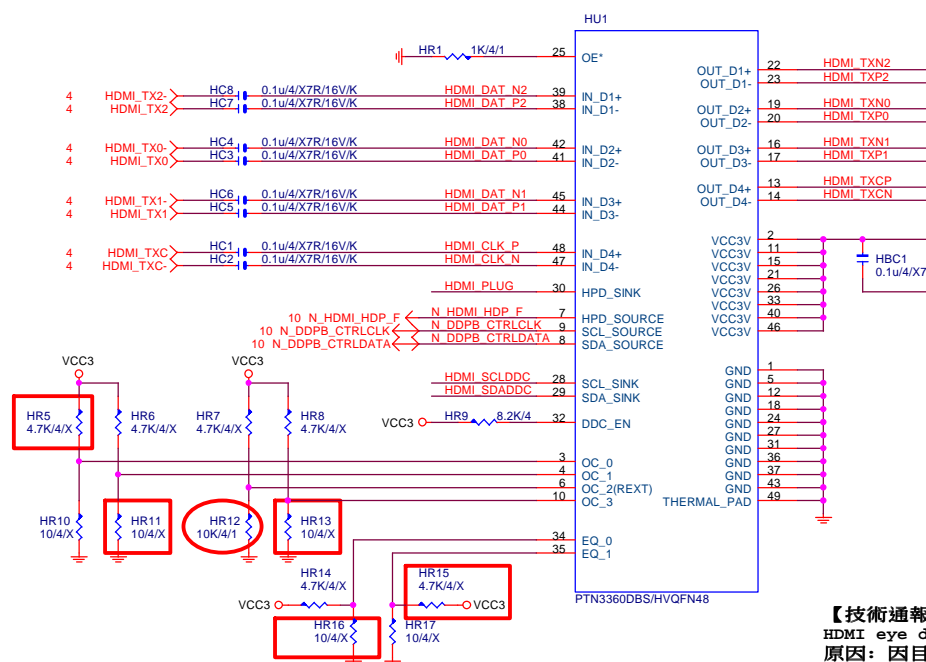 HU1
HR1 1K/4/1 25 OE*
4 HDMI_TX2- HC8 0.1u/4/X7R/16V/K HDMI_DAT_N2 39 IN_D1+
4 HDMI_TX2 HC7 0.1u/4/X7R/16V/K HDMI_DAT_P2 38 IN_D1-
4 HDMI_TX0- HC4 0.1u/4/X7R/16V/K HDMI_DAT_N0 42 IN_D2+
4 HDMI_TX0 HC3 0.1u/4/X7R/16V/K HDMI_DAT_P0 41 IN_D2-
4 HDMI_TX1- HC6 0.1u/4/X7R/16V/K HDMI_DAT_N1 45 IN_D3+
4 HDMI_TX1 HC5 0.1u/4/X7R/16V/K HDMI_DAT_P1 44 IN_D3-
4 HDMI_TXC HC1 0.1u/4/X7R/16V/K HDMI_CLK_P 48 IN_D4+
4 HDMI_TXC- HC2 0.1u/4/X7R/16V/K HDMI_CLK_N 47 IN_D4-
HDMI_PLUG 30 HPD_SINK
10 N_HDMI_HDP_F N_HDMI_HDP_F 7 HPD_SOURCE
10 N_DDPB_CTRLCLK N_DDPB_CTRLCLK 9 SCL_SOURCE
10 N_DDPB_CTRLDATA N_DDPB_CTRLDATA 8 SDA_SOURCE
HDMI_SCLDDC 28 SCL_SINK
HDMI_SDADDC 29 SDA_SINK
VCC3 HR9 8.2K/4 32 DDC_EN
3 OC_0
4 OC_1
6 OC_2(REXT)
10 OC_3
34 EQ_0
35 EQ_1
OUT_D1+ 22 HDMI_TXN2
OUT_D1- 23 HDMI_TXP2
OUT_D2+ 19 HDMI_TXN0
OUT_D2- 20 HDMI_TXP0
OUT_D3+ 16 HDMI_TXN1
OUT_D3- 17 HDMI_TXP1
OUT_D4+ 13 HDMI_TXCP
OUT_D4- 14 HDMI_TXCN
VCC3V 2
VCC3V 11
VCC3V 15
VCC3V 21
VCC3V 26
VCC3V 33
VCC3V 40
VCC3V 46
HBC1
0.1u/4/X7
GND 1
GND 5
GND 12
GND 18
GND 24
GND 27
GND 31
GND 36
GND 37
GND 43
THERMAL_PAD 49
VCC3 VCC3
HR5 HR6 HR7 HR8
4.7K/4/X 4.7K/4/X 4.7K/4/X 4.7K/4/X
HR10 HR11 HR12 HR13
10/4/X 10/4/X 10K/4/1 10/4/X
HR14 HR15
4.7K/4/X 4.7K/4/X
VCC3 VCC3
HR16 HR17
10/4/X 10/4/X
PTN3360DBS/HVQFN48
【技術通報
HDMI eye d
原因: 因目